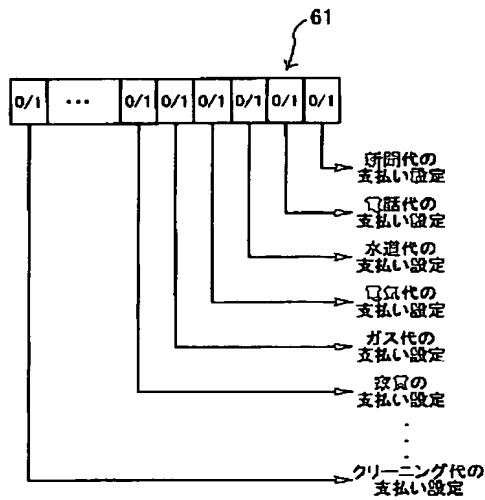 61
0/1 ... 0/1 0/1 0/1 0/1 0/1 0/1
新聞代の
支払い設定
電話代の
支払い設定
水道代の
支払い設定
電気代の
支払い設定
ガス代の
支払い設定
家賃の
支払い設定
クリーニング代の
支払い設定